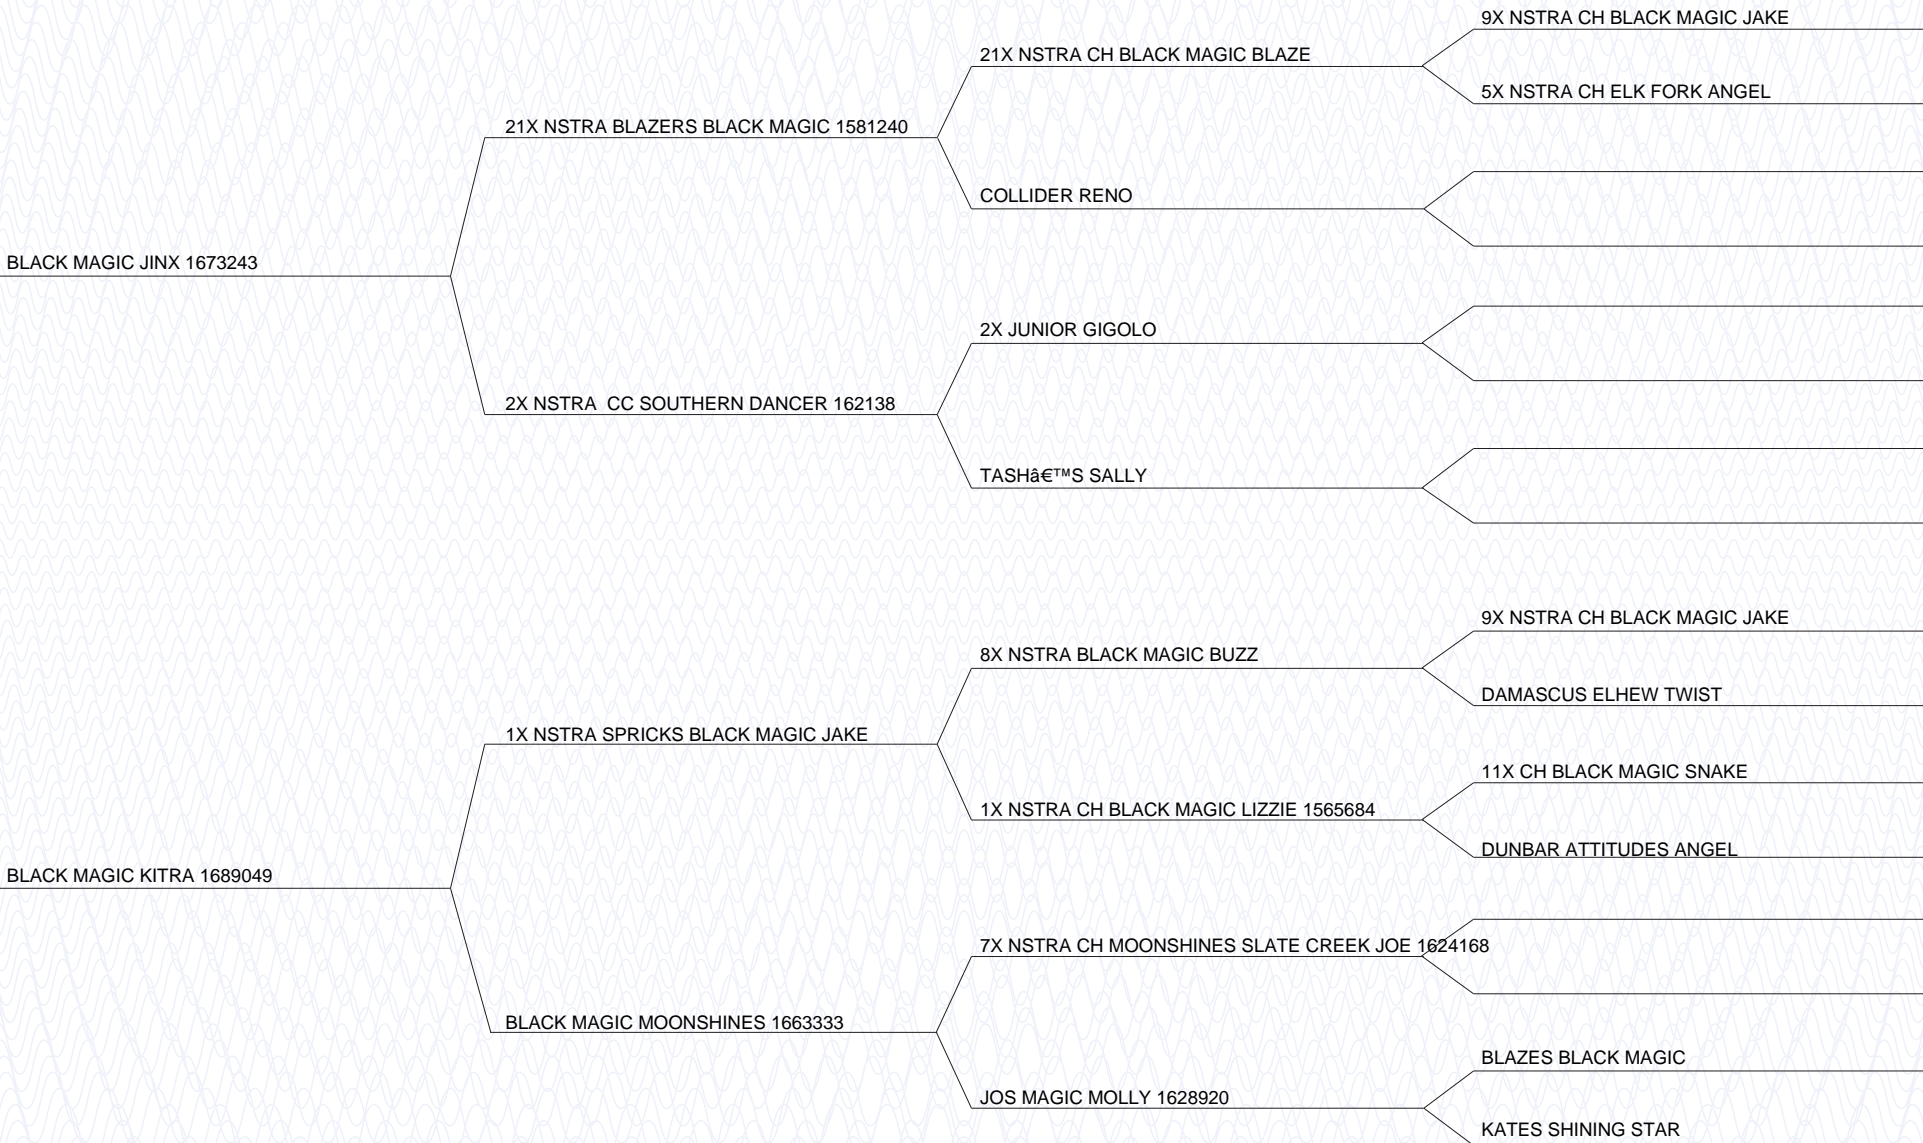 9X NSTRA CH BLACK MAGIC JAKE
21X NSTRA CH BLACK MAGIC BLAZE
5X NSTRA CH ELK FORK ANGEL
21X NSTRA BLAZERS BLACK MAGIC 1581240
COLLIDER RENO
BLACK MAGIC JINX 1673243
2X JUNIOR GIGOLO
2X NSTRA  CC SOUTHERN DANCER 162138
TASHâ€™S SALLY
9X NSTRA CH BLACK MAGIC JAKE
8X NSTRA BLACK MAGIC BUZZ
DAMASCUS ELHEW TWIST
1X NSTRA SPRICKS BLACK MAGIC JAKE
11X CH BLACK MAGIC SNAKE
1X NSTRA CH BLACK MAGIC LIZZIE 1565684
DUNBAR ATTITUDES ANGEL
BLACK MAGIC KITRA 1689049
7X NSTRA CH MOONSHINES SLATE CREEK JOE 1624168
BLACK MAGIC MOONSHINES 1663333
BLAZES BLACK MAGIC
JOS MAGIC MOLLY 1628920
KATES SHINING STAR